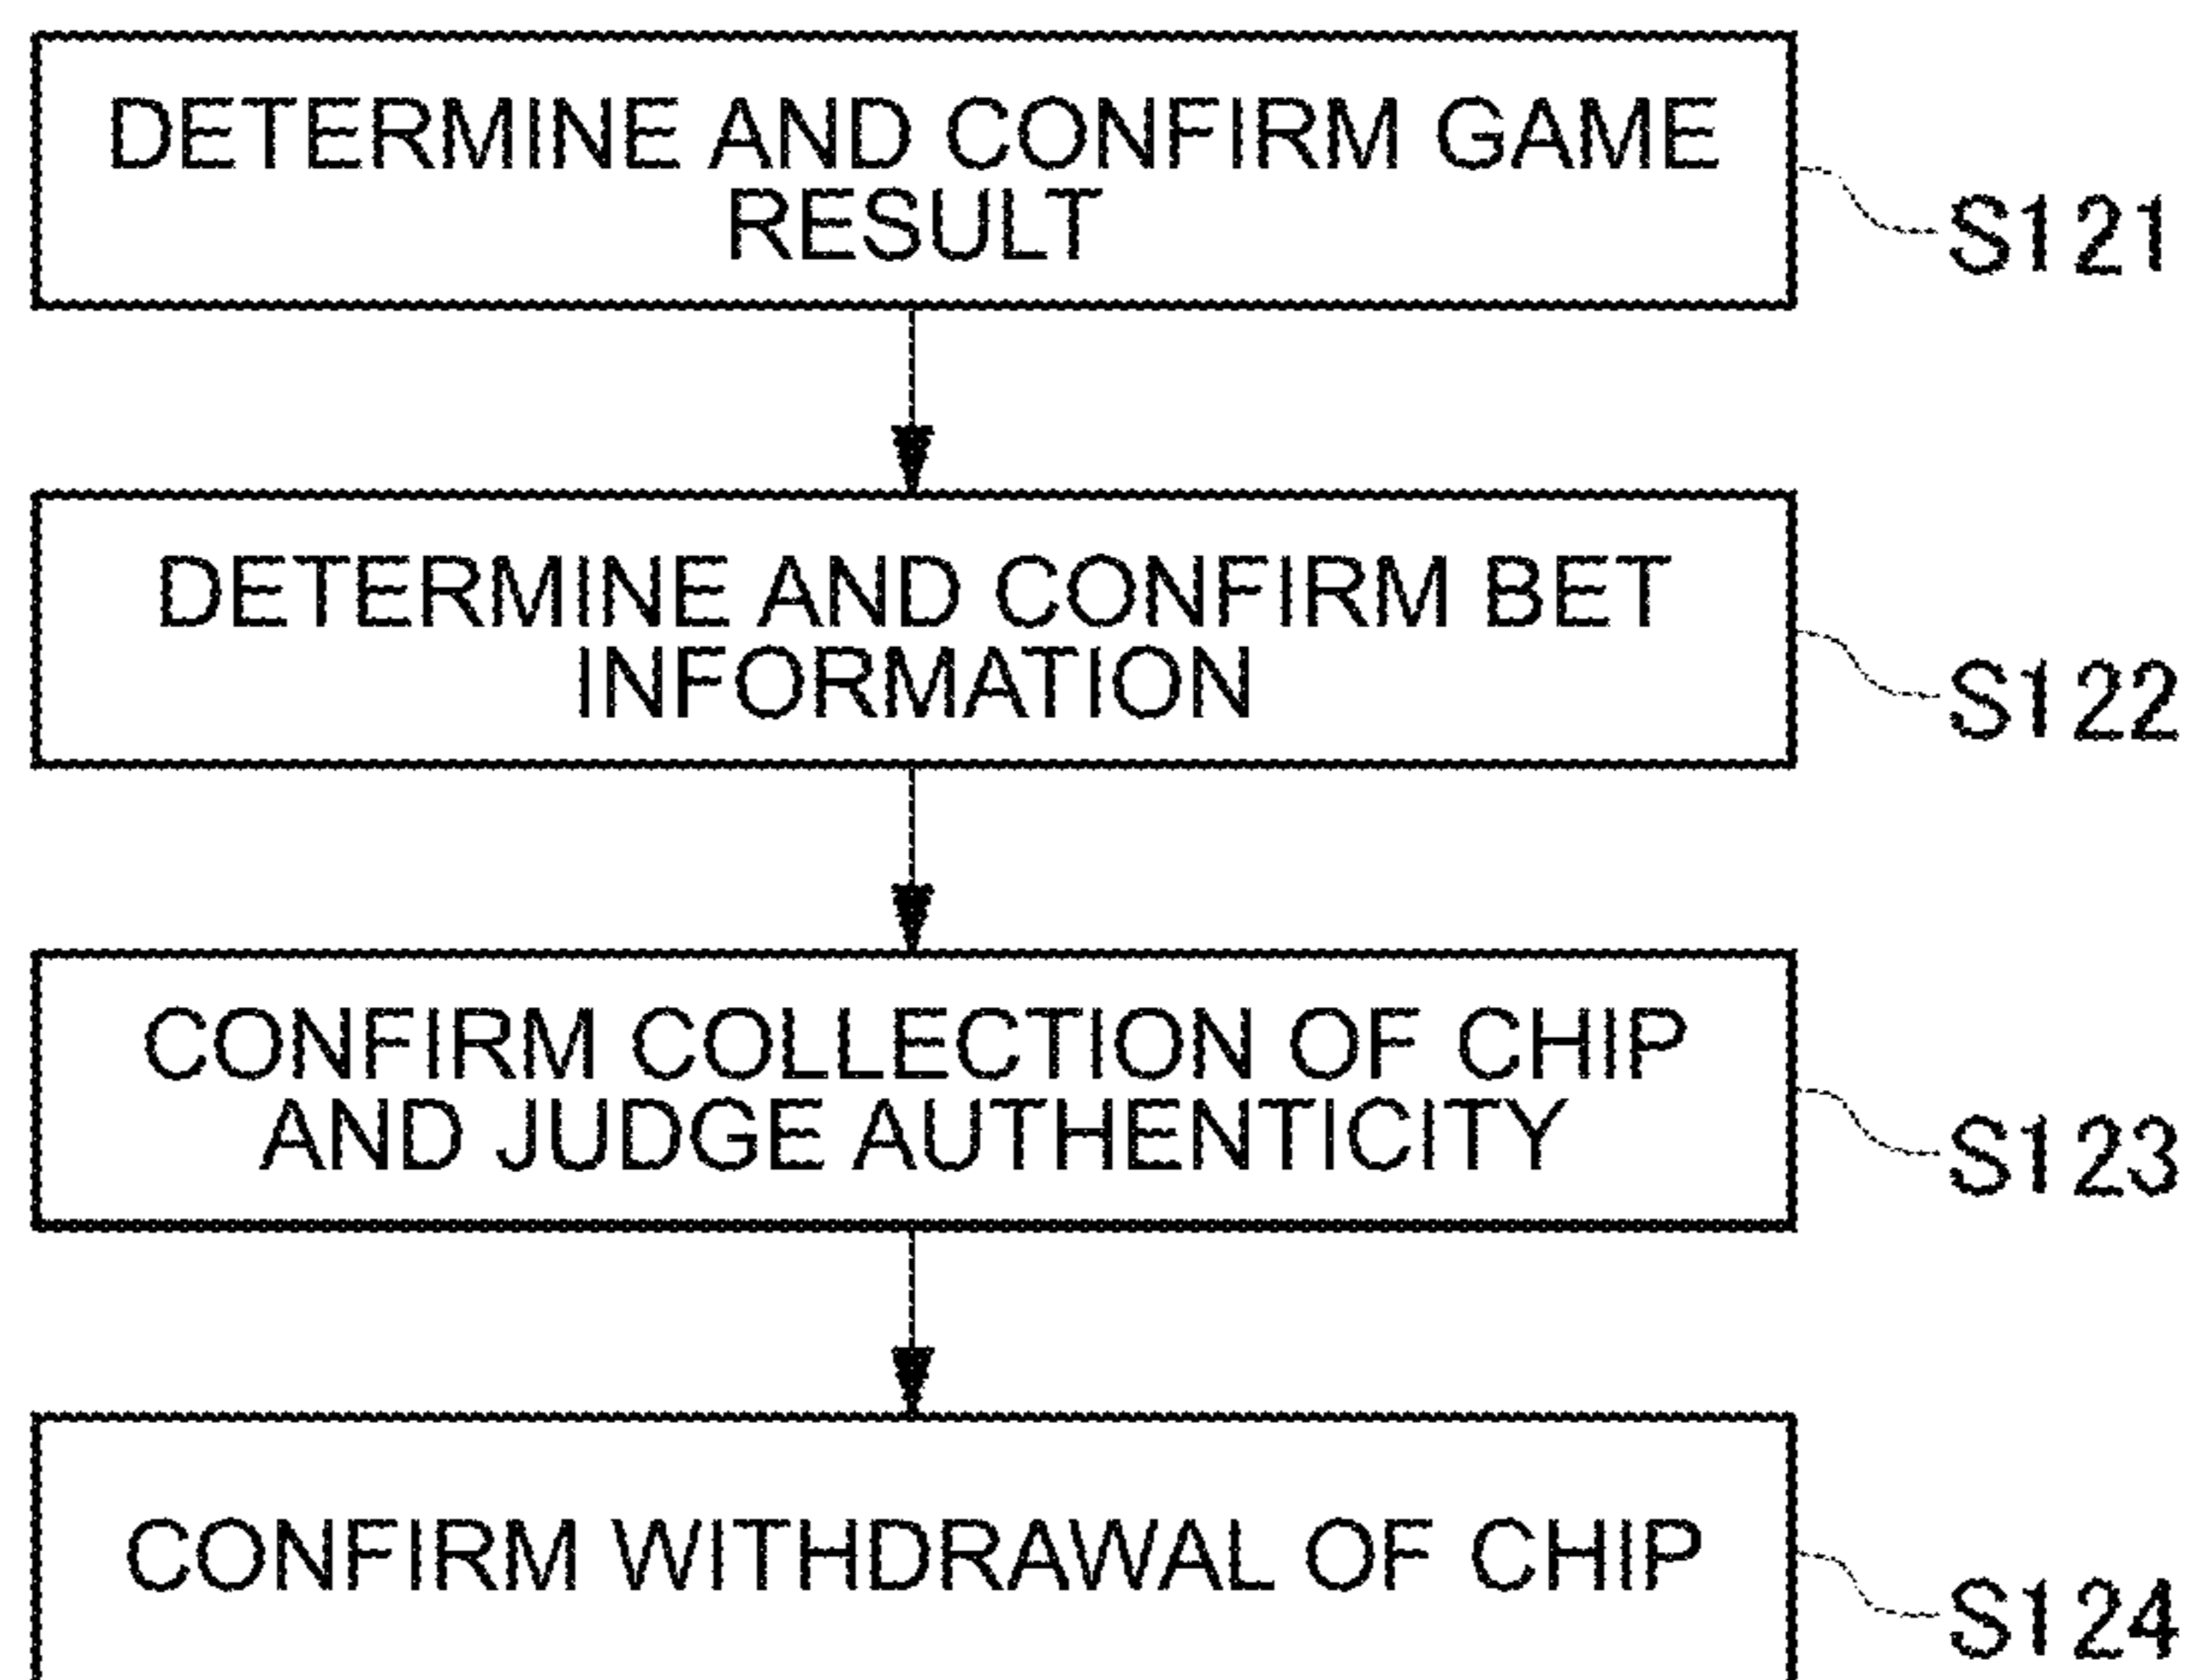 DETERMINE AND CONFIRM GAME
RESULT
S121
DETERMINE AND CONFIRM BET
INFORMATION
S122
CONFIRM COLLECTION OF CHIP
AND JUDGE AUTHENTICITY
S123
CONFIRM WITHDRAWAL OF CHIP
S124